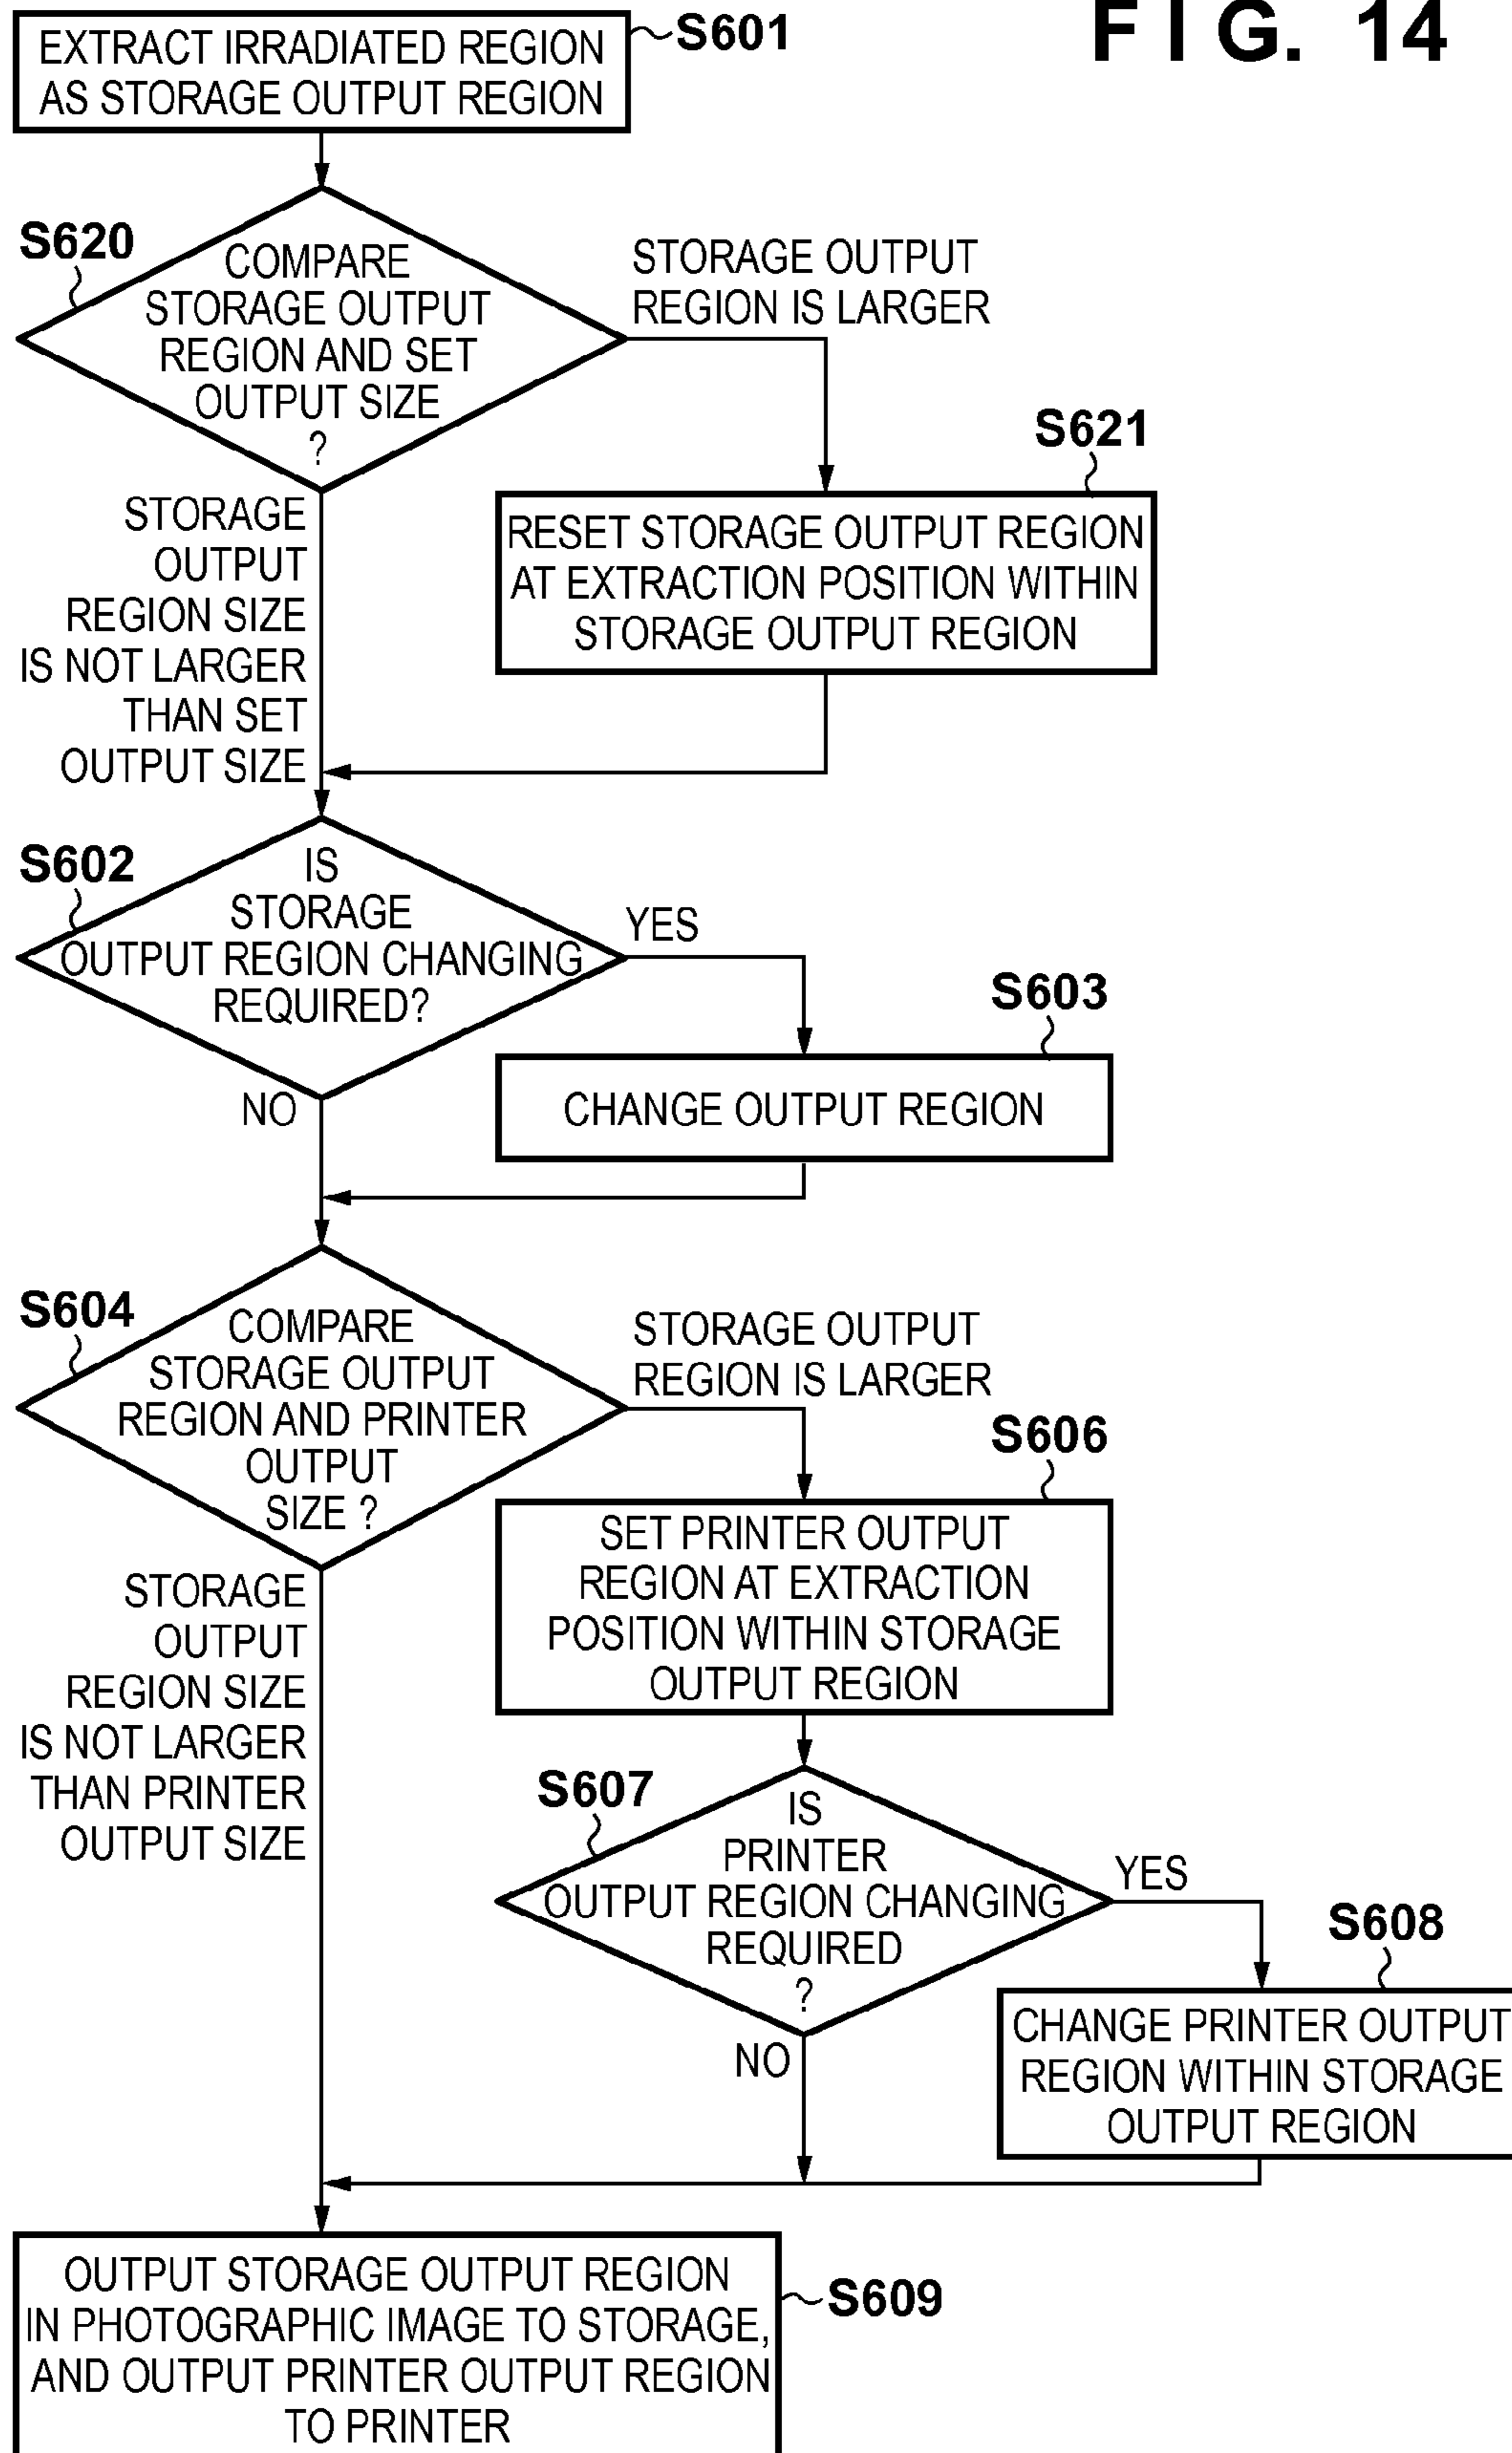 FIG. 14
S601
EXTRACT IRRADIATED REGION
AS STORAGE OUTPUT REGION
S620
COMPARE
STORAGE OUTPUT
REGION AND SET
OUTPUT SIZE
?
STORAGE OUTPUT
REGION IS LARGER
S621
RESET STORAGE OUTPUT REGION
AT EXTRACTION POSITION WITHIN
STORAGE OUTPUT REGION
STORAGE
OUTPUT
REGION SIZE
IS NOT LARGER
THAN SET
OUTPUT SIZE
S602
IS
STORAGE
OUTPUT REGION CHANGING
REQUIRED?
YES
S603
CHANGE OUTPUT REGION
NO
S604
COMPARE
STORAGE OUTPUT
REGION AND PRINTER
OUTPUT
SIZE ?
STORAGE OUTPUT
REGION IS LARGER
S606
SET PRINTER OUTPUT
REGION AT EXTRACTION
POSITION WITHIN STORAGE
OUTPUT REGION
STORAGE
OUTPUT
REGION SIZE
IS NOT LARGER
THAN PRINTER
OUTPUT SIZE
S607
IS
PRINTER
OUTPUT REGION CHANGING
REQUIRED
?
YES
S608
CHANGE PRINTER OUTPUT
REGION WITHIN STORAGE
OUTPUT REGION
NO
OUTPUT STORAGE OUTPUT REGION
IN PHOTOGRAPHIC IMAGE TO STORAGE,
AND OUTPUT PRINTER OUTPUT REGION
TO PRINTER
S609